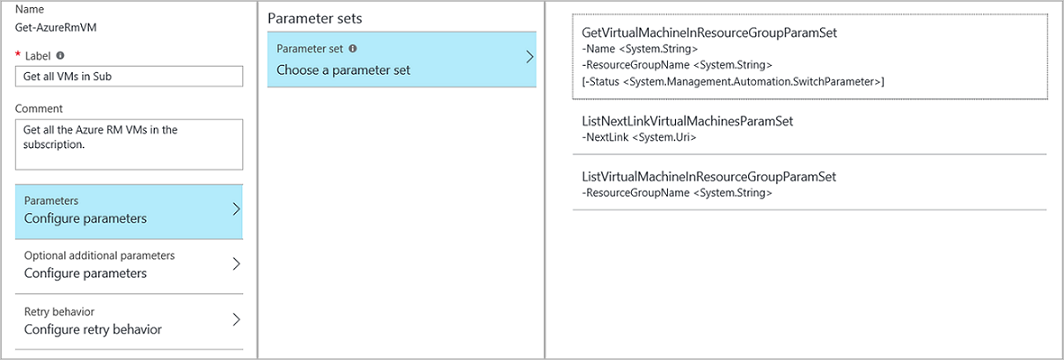 Name
Get-AzureRmVM
* Label
Get all VMs in Sub
Comment
Get all the Azure RM VMs in the
subscription.
Parameters
Configure parameters
Optional additional parameters
Configure parameters
Retry behavior
Configure retry behavior
Parameter sets
Parameter set
Choose a parameter set
GetVirtualMachineInResourceGroupParamSet
-Name <System.String>
-ResourceGroupName <System.String>
[-Status <System.Management.Automation.SwitchParameter>]
ListNextLinkVirtualMachinesParamSet
-NextLink <System.Uri>
ListVirtualMachineInResourceGroupParamSet
-ResourceGroupName <System.String>